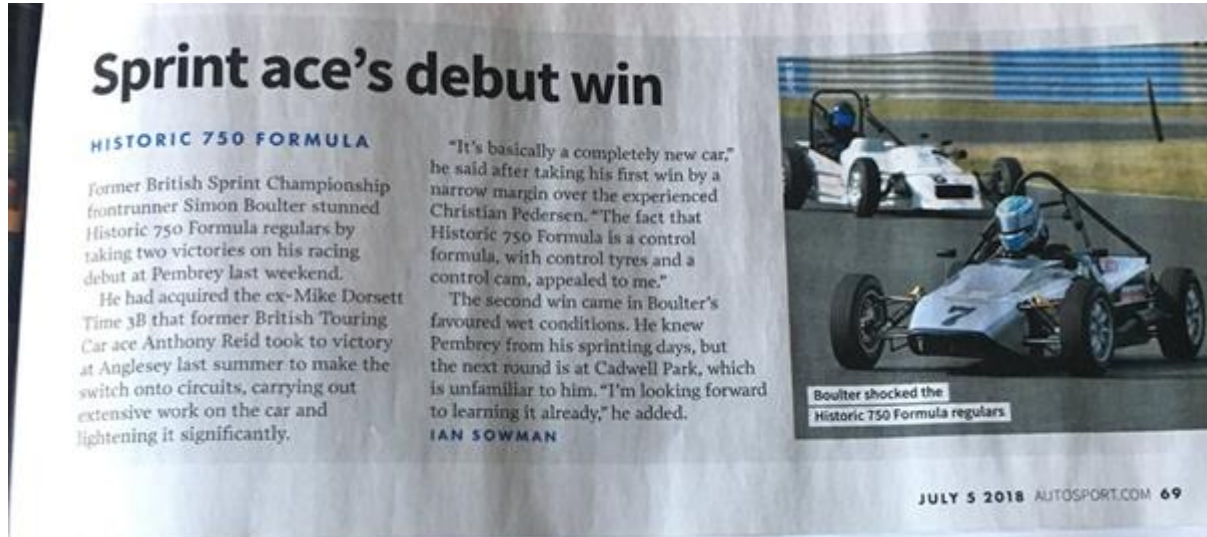 Sprint ace's debut win
HISTORIC 750 FORMULA
Former British Sprint Championship
frontrunner Simon Boulter stunned
Historic 750 Formula regulars by
taking two victories on his racing
debut at Pembrey last weekend.
He had acquired the ex-Mike Dorsett
Time 3B that former British Touring
Car ace Anthony Reid took to victory
at Anglesey last summer to make the
switch onto circuits, carrying out
extensive work on the car and
lightening it significantly.
"It's basically a completely new car,"
he said after taking his first win by a
narrow margin over the experienced
Christian Pedersen. "The fact that
Historic 750 Formula is a control
formula, with control tyres and a
control cam, appealed to me."
The second win came in Boulter's
favoured wet conditions. He knew
Pembrey from his sprinting days, but
the next round is at Cadwell Park, which
is unfamiliar to him. "I'm looking forward
to learning it already," he added.
IAN SOWMAN
7
Boulter shocked the
Historic 750 Formula regulars
JULY 5 2018 AUTOSPORT.COM 69